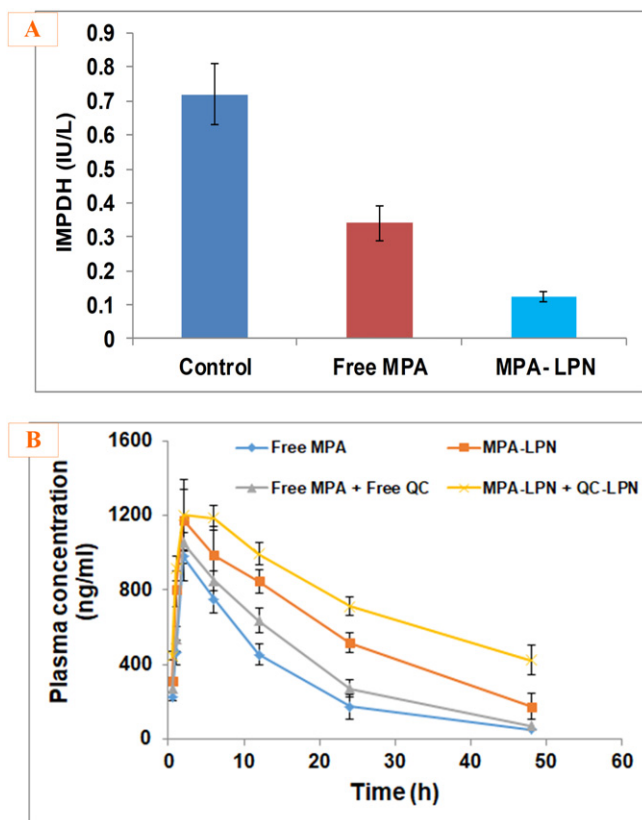 A
0.9
0.8
0.7
0.6
0.5
0.4
0.3
0.2
0.1
0
IMPDH (IU/L)
Control Free MPA MPA- LPN
B
Free MPA MPA-LPN
Free MPA + Free QC MPA-LPN + QC-LPN
1600
1200
800
400
0
Plasma concentration
(ng/ml)
0 10 20 30 40 50 60
Time (h)